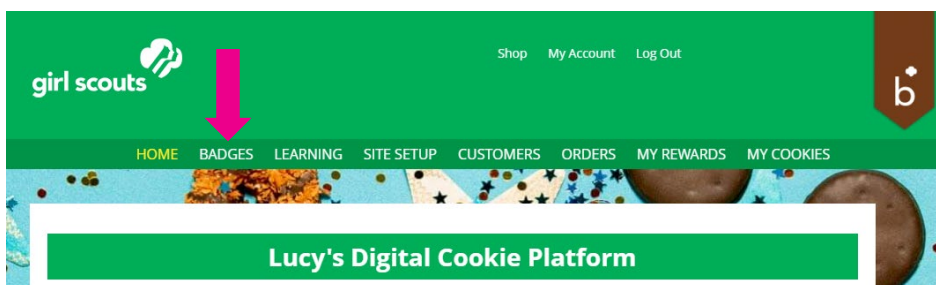 Shop My Account Log Out
girl scouts
b
HOME BADGES LEARNING SITE SETUP CUSTOMERS ORDERS MY REWARDS MY COOKIES
Lucy's Digital Cookie Platform